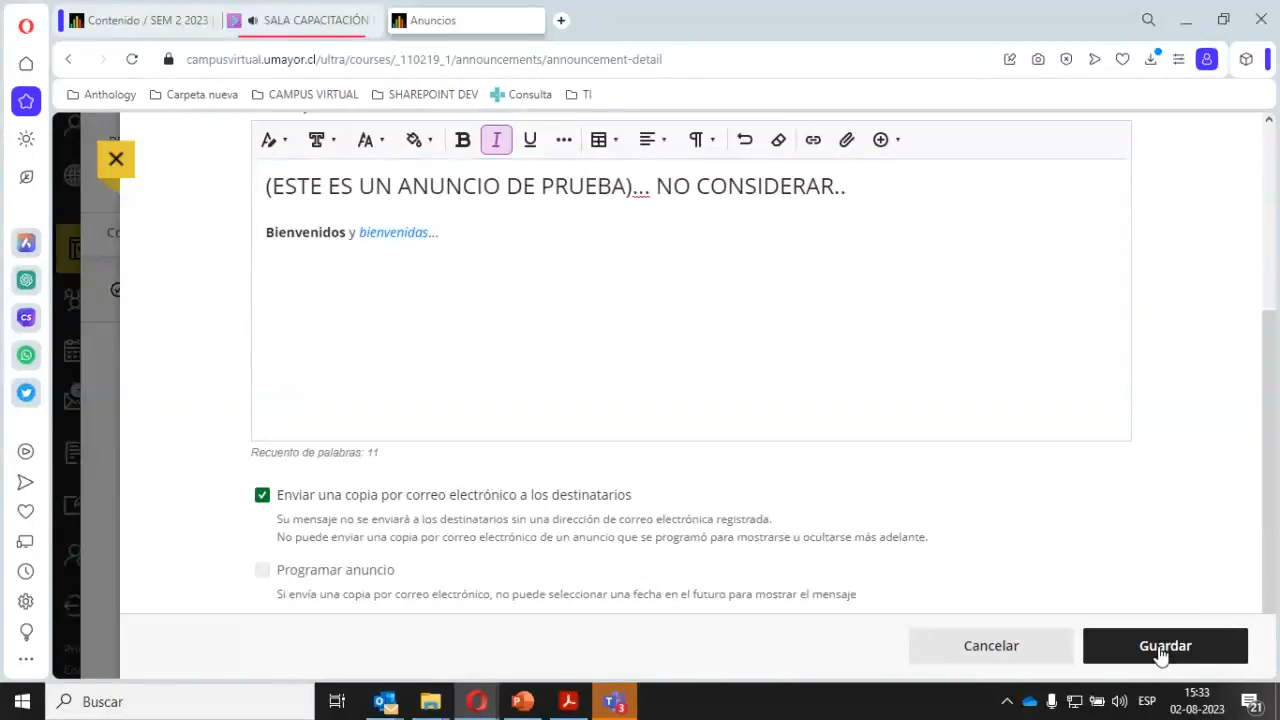 Contenido / SEM 2 2023
SALA CAPACITACIÓN
Anuncios
campusvirtual.umayor.cl/ultra/courses/_110219_1/announcements/announcement-detail
Anthology
Carpeta nueva
CAMPUS VIRTUAL
SHAREPOINT DEV
Consulta
TI
(ESTE ES UN ANUNCIO DE PRUEBA)... NO CONSIDERAR..
Bienvenidos y bienvenidas...
Recuento de palabras: 11
Enviar una copia por correo electrónico a los destinatarios
Su mensaje no se enviará a los destinatarios sin una dirección de correo electrónica registrada.
No puede enviar una copia por correo electrónico de un anuncio que se programó para mostrarse u ocultarse más adelante.
Programar anuncio
Si envía una copia por correo electrónico, no puede seleccionar una fecha en el futuro para mostrar el mensaje
Cancelar
Guardar
Buscar
ESP
15:33
02-08-2023
21